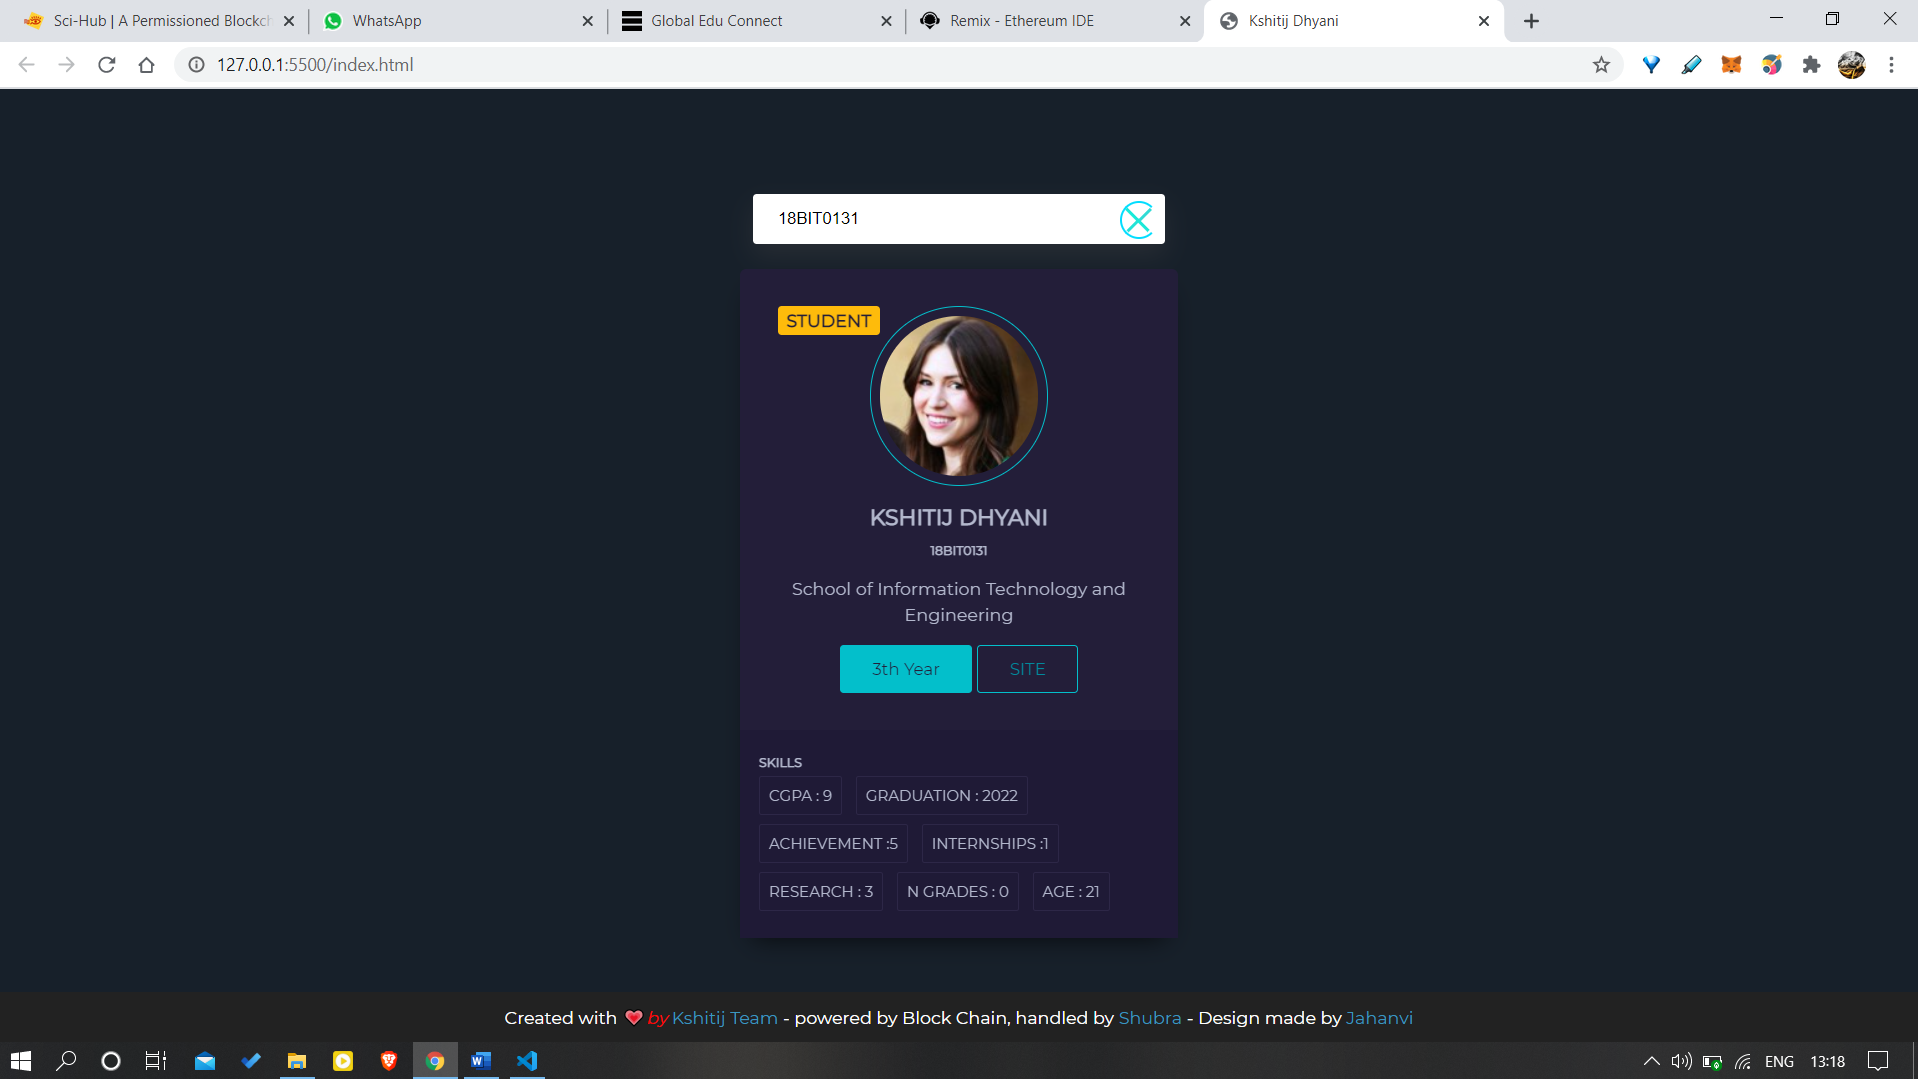 Sci-Hub | A Permissioned Blockch
WhatsApp
Global Edu Connect
Remix - Ethereum IDE
Kshitij Dhyani
127.0.0.1:5500/index.html
18BIT0131
STUDENT
KSHITIJ DHYANI
18BIT0131
School of Information Technology and
Engineering
3th Year
SITE
SKILLS
CGPA : 9
GRADUATION : 2022
ACHIEVEMENT :5
INTERNSHIPS :1
RESEARCH : 3
N GRADES : 0
AGE : 21
Created with ❤️ by Kshitij Team - powered by Block Chain, handled by Shubra - Design made by Jahanvi
ENG
13:18